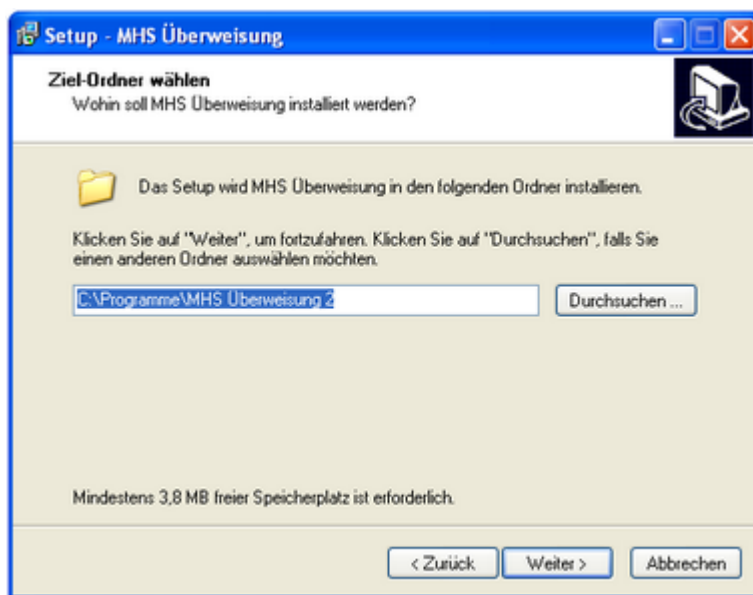 Setup - MHS Überweisung
Ziel-Ordner wählen
Wohin soll MHS Überweisung installiert werden?
Das Setup wird MHS Überweisung in den folgenden Ordner installieren.
Klicken Sie auf "Weiter", um fortzufahren. Klicken Sie auf "Durchsuchen", falls Sie
einen anderen Ordner auswählen möchten.
C:\Programme\MHS Überweisung 2
Durchsuchen ...
Mindestens 3,8 MB freier Speicherplatz ist erforderlich.
< Zurück
Weiter >
Abbrechen